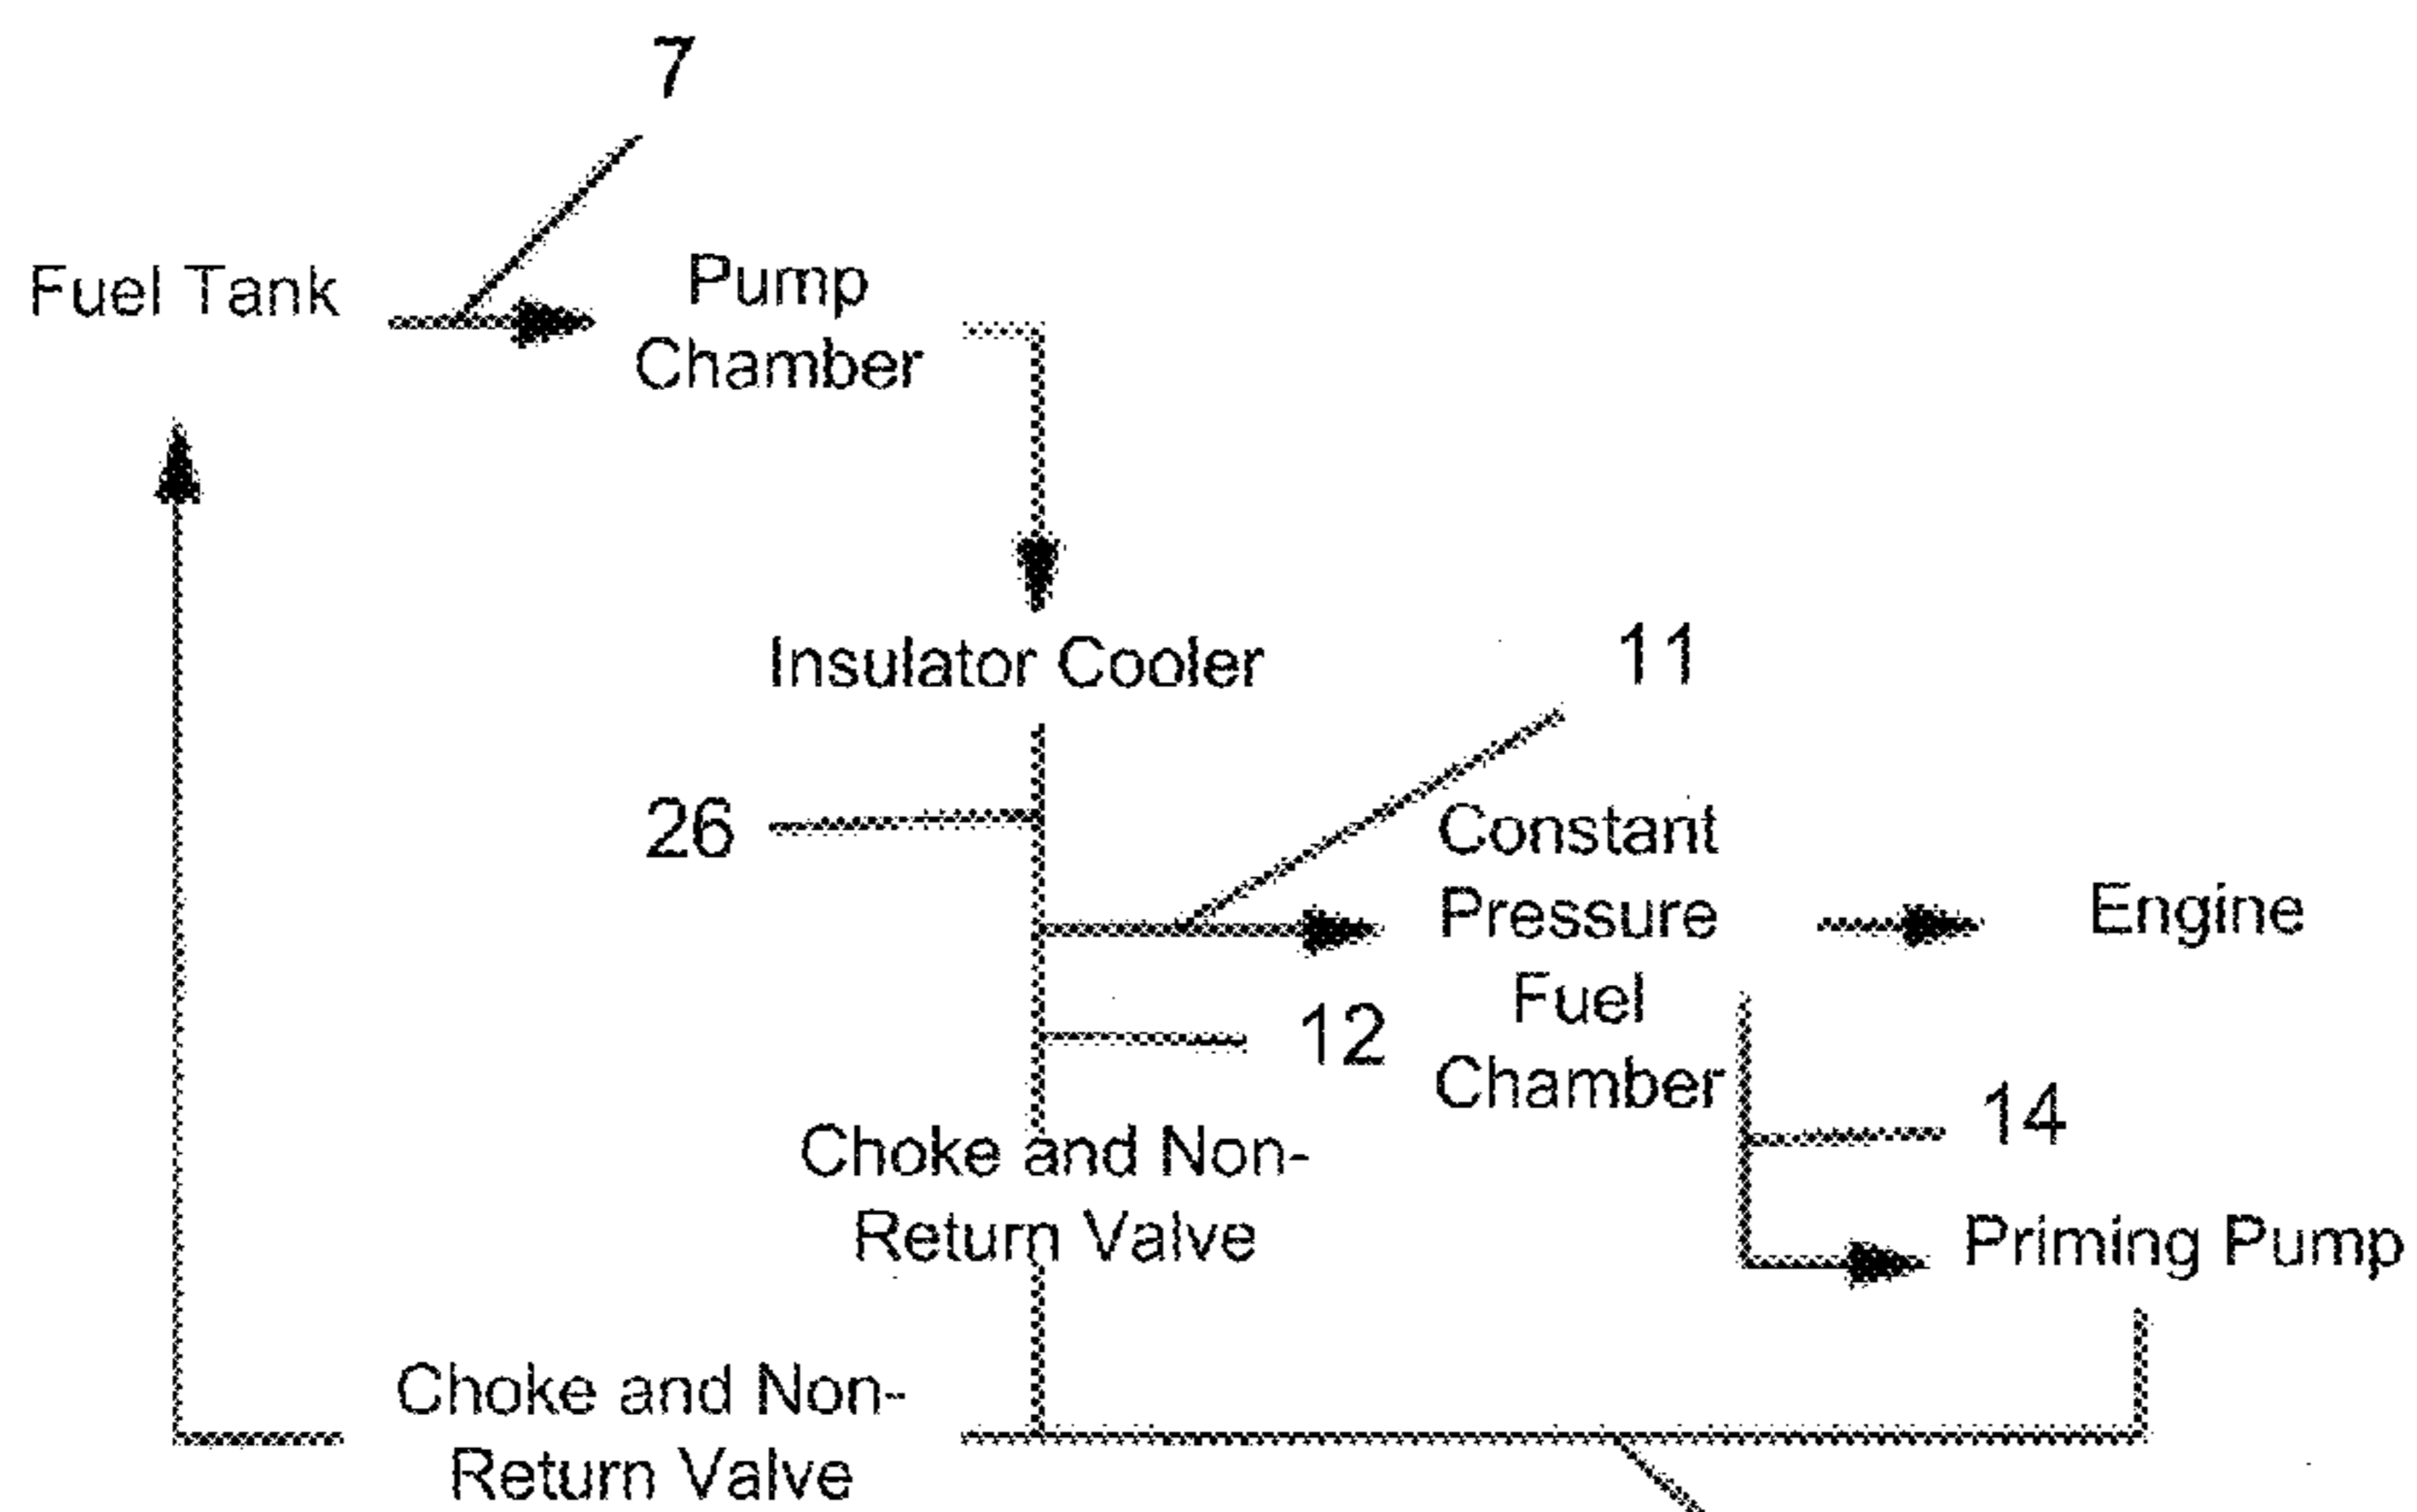 7
Fuel Tank
Pump
Chamber
Insulator Cooler
11
26
Constant
Pressure
Fuel
Chamber
Engine
12
14
Choke and Non-
Return Valve
Priming Pump
Choke and Non-
Return Valve